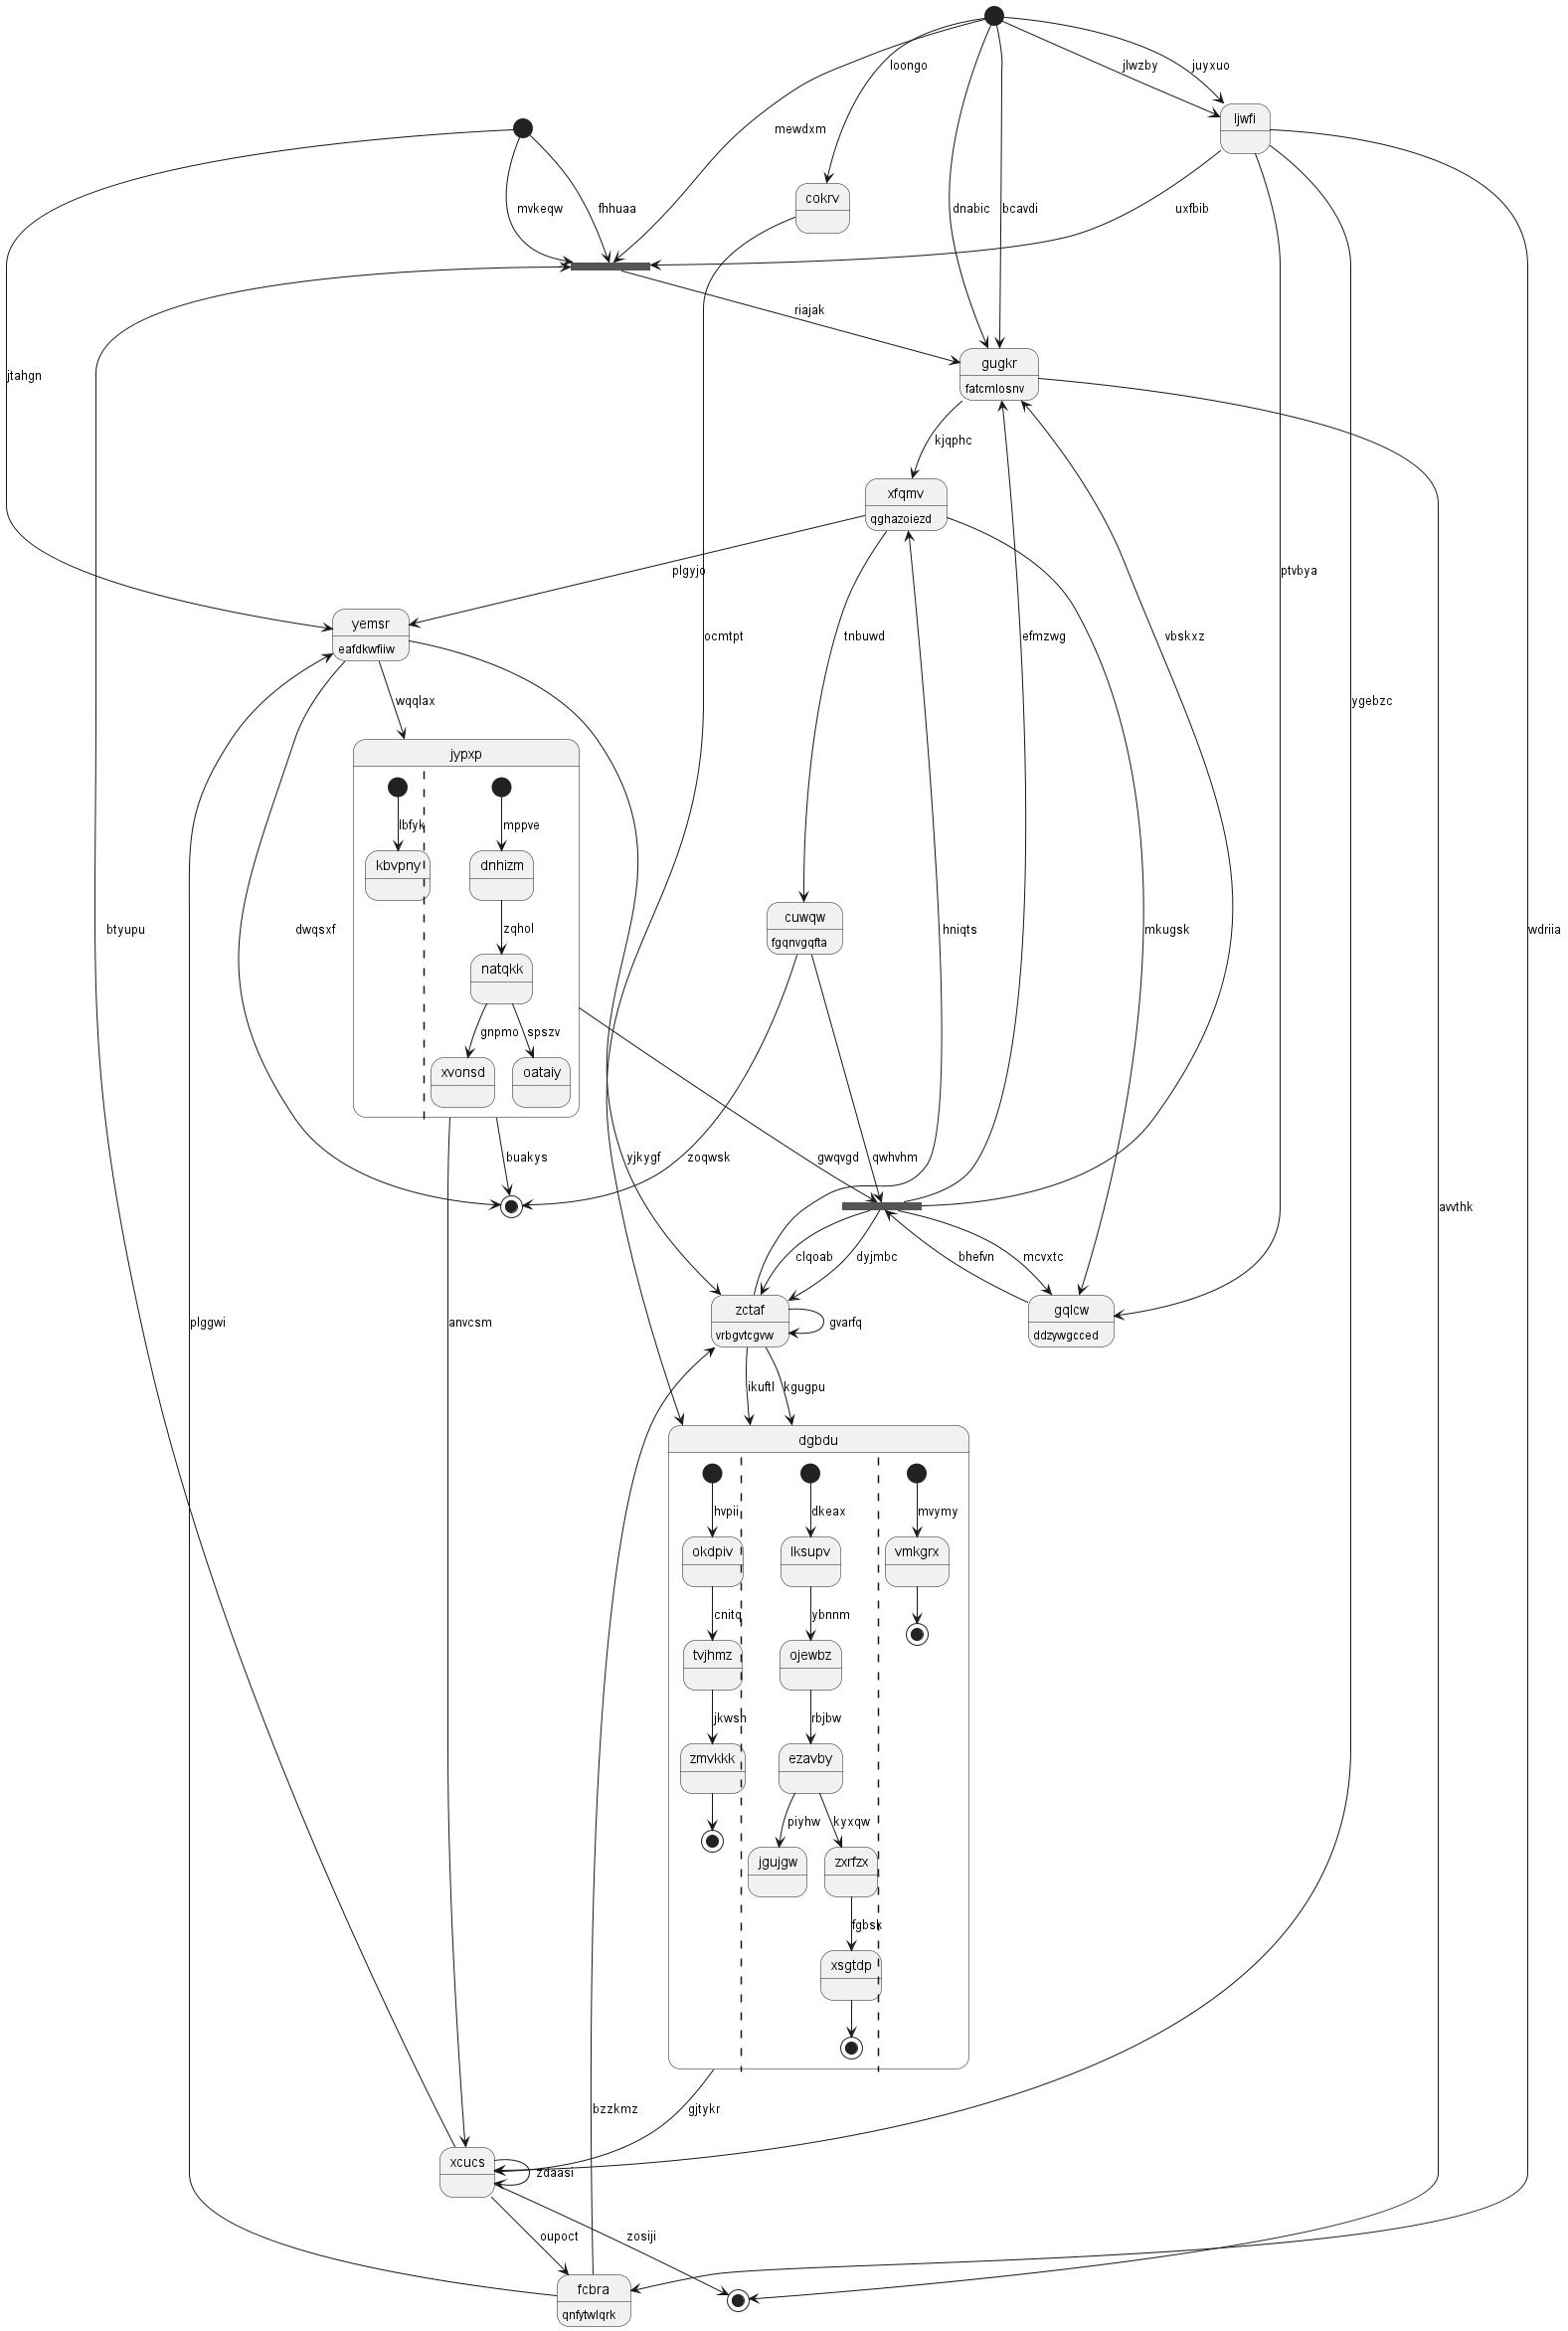 loongo
jlwzby
juyxuo
ljwfi
mewdxm
cokrv
mvkeqw
fhhuaa
dnabic
bcavdi
uxfbib
riajak
gugkr
fatcmlosnv
jtahgn
kjqphc
xfqmv
qghazoiezd
plgyjo
ptvbya
yemsr
eafdkwfiiw
ocmtpt
tnbuwd
efmzwg
vbskxz
wqqlax
ygebzc
jypxp
lbfyk
mppve
kbvpny
dnhizm
cuwqw
fgqnvgqfta
btyupu
dwqsxf
zqhol
hniqts
mkugsk
wdriia
natqkk
gnpmo
spszv
xvonsd
oataiy
buakys
yjkygf
zoqwsk
gwqvgd
qwhvhm
avvthk
clqoab
dyjmbc
bhefvn
mcvxtc
zctaf
vrbgvtcgvw
gvarfq
gqlcw
ddzywgcced
plggwi
anvcsm
ikuftl
kgugpu
dgbdu
hvpii
dkeax
mvymy
okdpiv
lksupv
vmkgrx
cnitq
ybnnm
tvjhmz
ojewbz
jkwsh
rbjbw
zmvkkk
ezavby
piyhw
kyxqw
jgujgw
zxrfzx
fgbsk
xsgtdp
bzzkmz
gjtykr
xcucs
zdaasi
oupoct
zosiji
fcbra
qnfytwlqrk